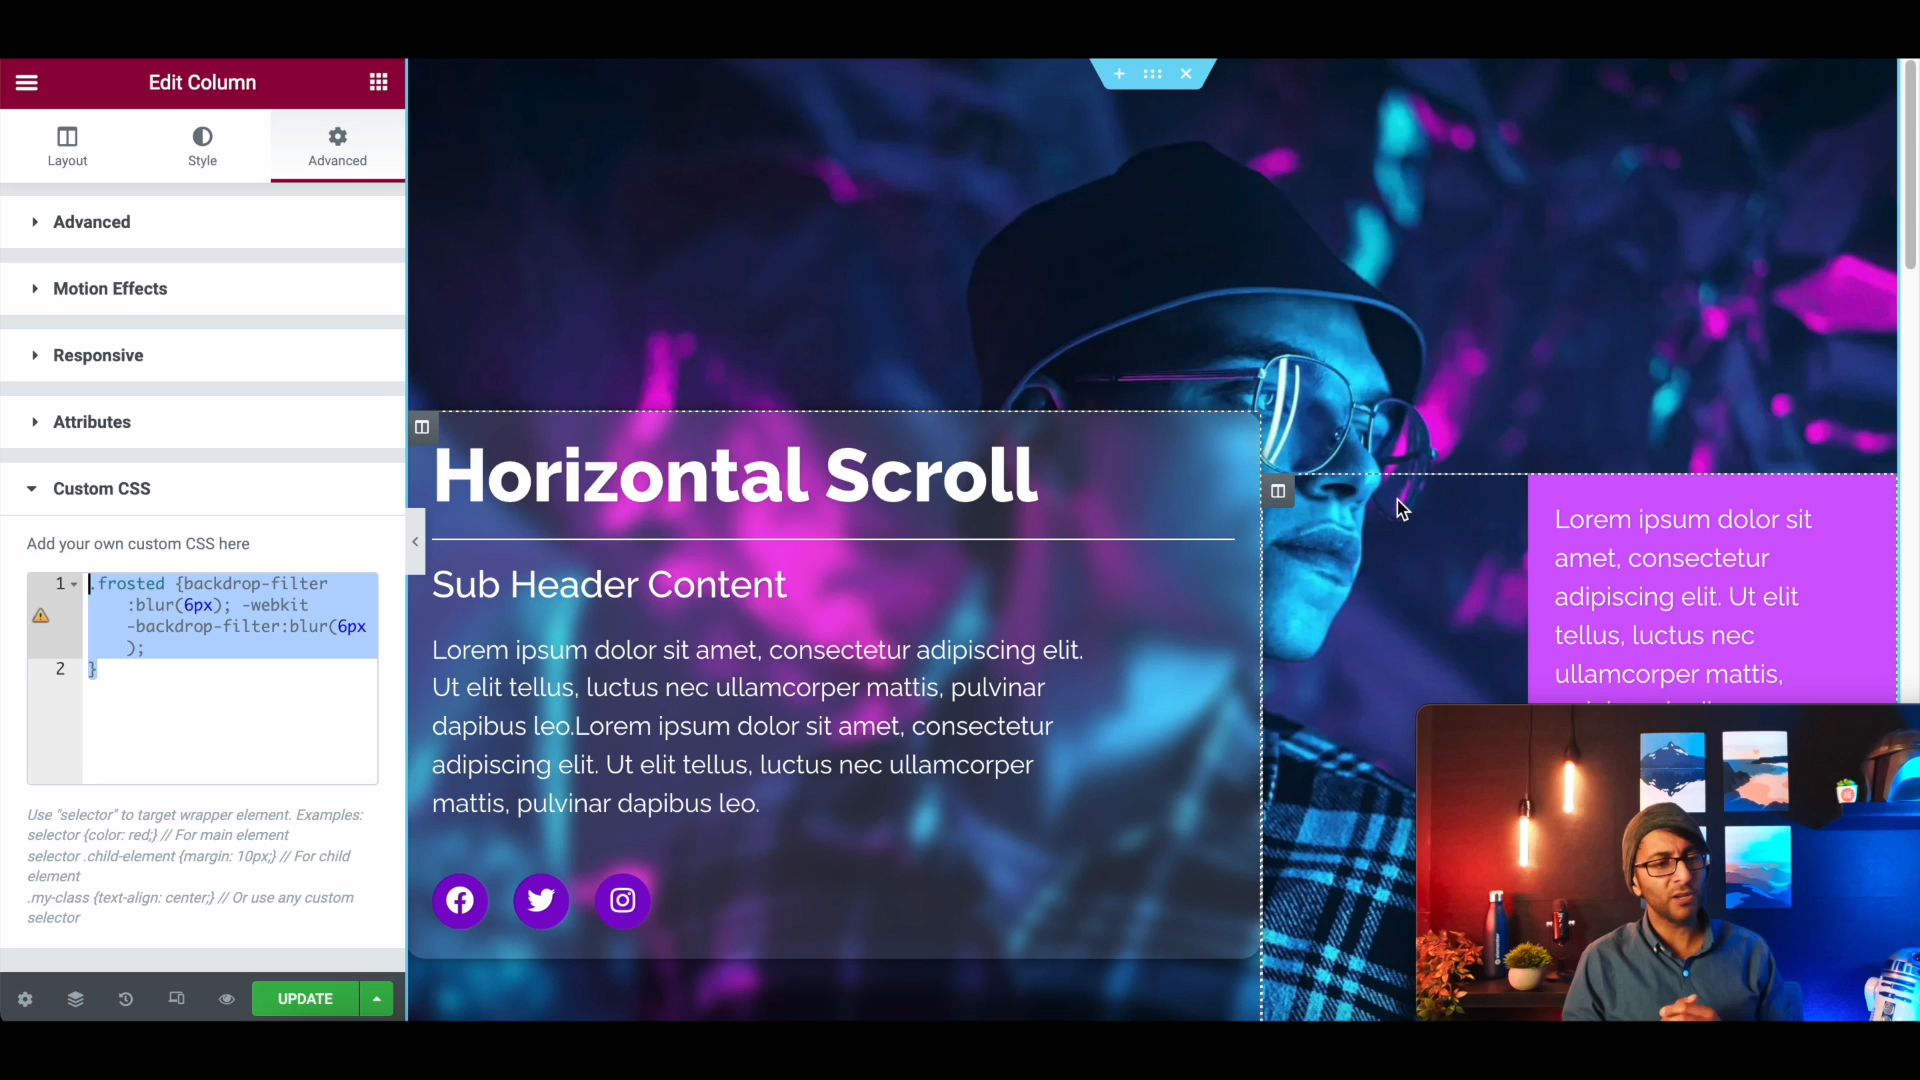 Edit Column
Layout
Style
Advanced
Advanced
Motion Effects
Responsive
Attributes
Custom CSS
Add your own custom CSS here
1
.frosted {backdrop-filter
:blur(6px); -webkit
-backdrop-filter:blur(6px
);
2
}
Use "selector" to target wrapper element. Examples:
selector {color: red;} // For main element
selector .child-element {margin: 10px;} // For child
element
.my-class {text-align: center;} // Or use any custom
selector
UPDATE
Horizontal Scroll
Sub Header Content
Lorem ipsum dolor sit amet, consectetur adipiscing elit.
Ut elit tellus, luctus nec ullamcorper mattis, pulvinar
dapibus leo.Lorem ipsum dolor sit amet, consectetur
adipiscing elit. Ut elit tellus, luctus nec ullamcorper
mattis, pulvinar dapibus leo.
Lorem ipsum dolor sit
amet, consectetur
adipiscing elit. Ut elit
tellus, luctus nec
ullamcorper mattis,